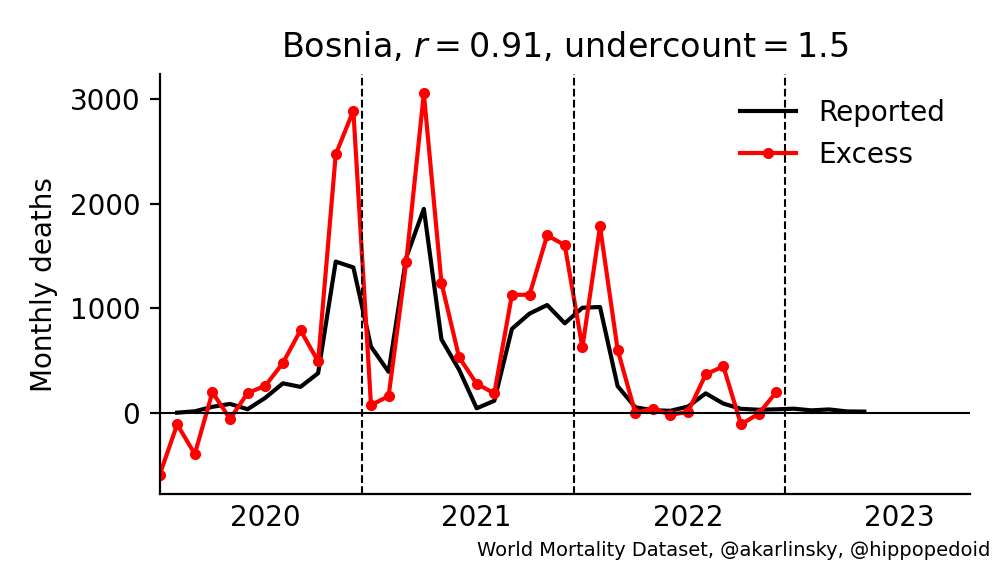 Bosnia, r = 0.91, undercount = 1.5
3000
2000
1000
0
Monthly deaths
Reported
Excess
2020
2021
2022
2023
World Mortality Dataset, @akarlinsky, @hippopedoid